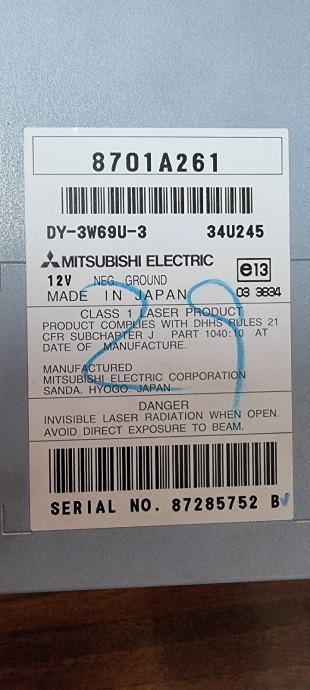 8701A261
DY-3W69U-3 34U245
MITSUBISHI ELECTRIC
12V NEG. GROUND
e13
MADE IN JAPAN 03 3834
CLASS 1 LASER PRODUCT
PRODUCT COMPLIES WITH DHHS RULES 21
CFR SUBCHAPTER J PART 1040:10 AT
DATE OF MANUFACTURE.
MANUFACTURED
MITSUBISHI ELECTRIC CORPORATION
SANDA. HYOGO. JAPAN
29
DANGER
INVISIBLE LASER RADIATION WHEN OPEN.
AVOID DIRECT EXPOSURE TO BEAM.
SERIAL NO. 87285752 B